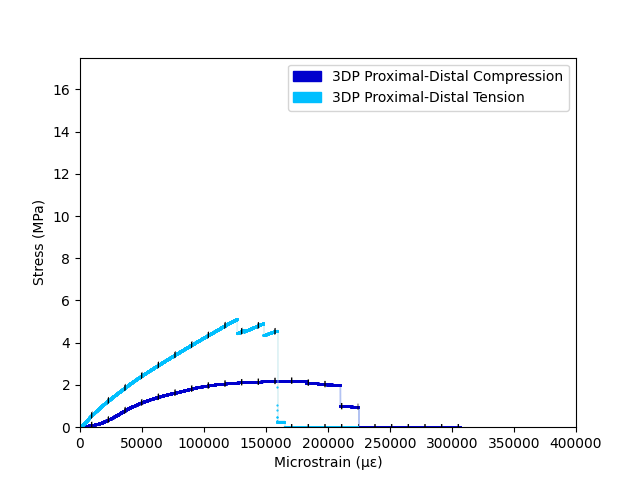 3DP Proximal-Distal Compression
3DP Proximal-Distal Tension
16
14
12
10
8
6
4
2
0
Stress (MPa)
0 50000 100000 150000 200000 250000 300000 350000 400000
Microstrain (με)